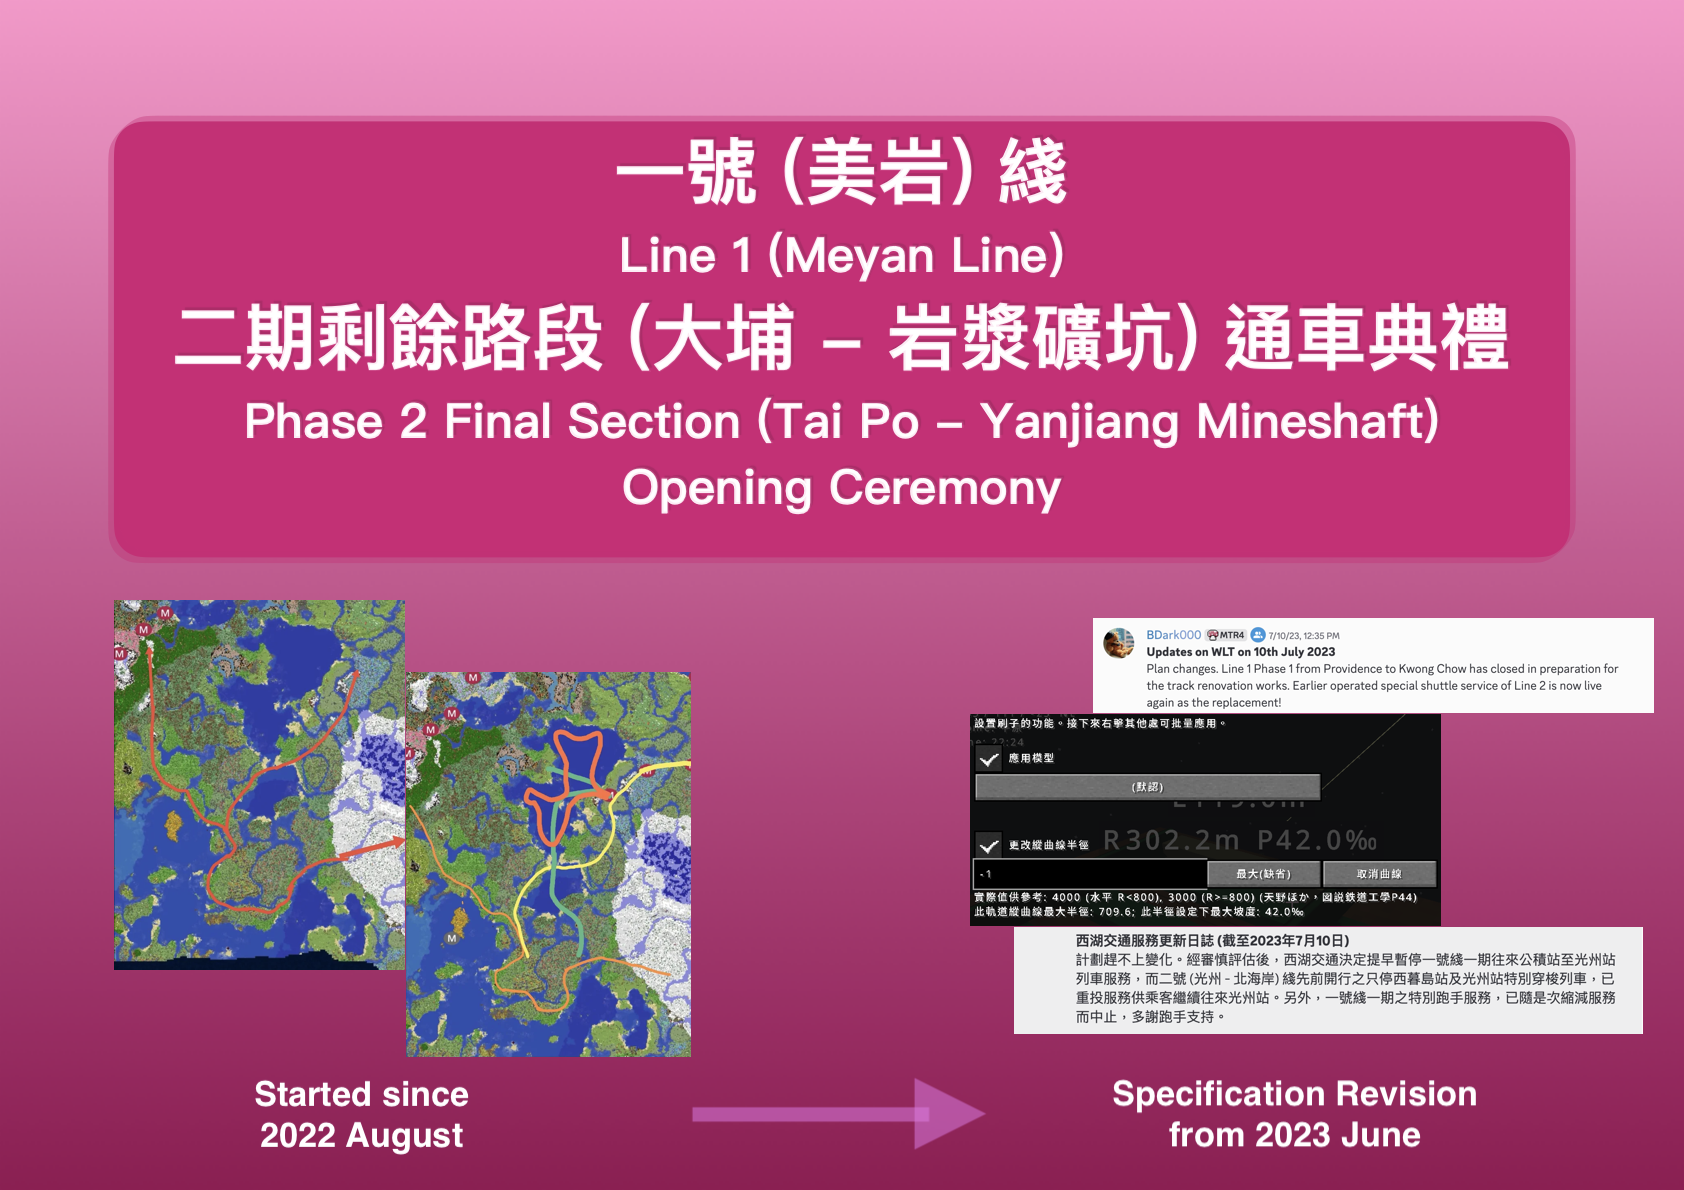 一號 (美岩) 綫
Line 1 (Meyan Line)
二期剩餘路段 (大埔 – 岩漿礦坑) 通車典禮
Phase 2 Final Section (Tai Po – Yanjiang Mineshaft)
Opening Ceremony
M
M
M
M
M
M
M
M
BDark000 MTR4 7/10/23, 12:35 PM
Updates on WLT on 10th July 2023
Plan changes. Line 1 Phase 1 from Providence to Kwong Chow has closed in preparation for
the track renovation works. Earlier operated special shuttle service of Line 2 is now live
again as the replacement!
設置刷子的功能。接下來右擊其他處可批量應用。
22:24
應用模型
(默認)
R302.2m P42.0‰
更改縱曲線半徑
-1
最大(缺省)
取消曲線
實際值供參考: 4000 (水平 R<800), 3000 (R>=800) (天野ほか，図説鉄道工學P44)
此軌道縱曲線最大半徑: 709.6; 此半徑設定下最大坡度: 42.0‰
西湖交通服務更新日誌 (截至2023年7月10日)
計劃趕不上變化。經審慎評估後，西湖交通決定提早暫停一號綫一期往來公積站至光州站
列車服務，而二號 (光州 - 北海岸) 綫先前開行之只停西暮島站及光州站特別穿梭列車，已
重投服務供乘客繼續往來光州站。另外，一號綫一期之特別跑手服務，已隨是次縮減服務
而中止，多謝跑手支持。
Started since
2022 August
Specification Revision
from 2023 June